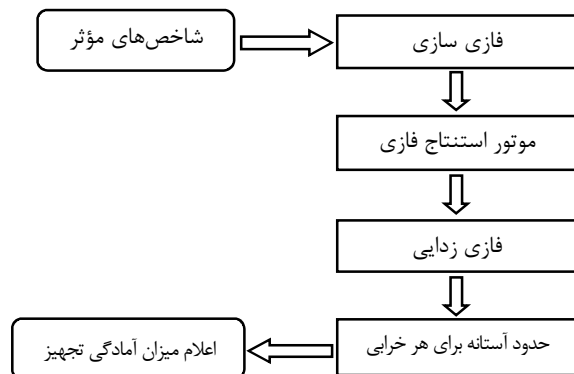 شاخص‌های مؤثر
فازی سازی
موتور استنتاج فازی
فازی زدایی
حدود آستانه برای هر خرابی
اعلام میزان آمادگی تجهیز